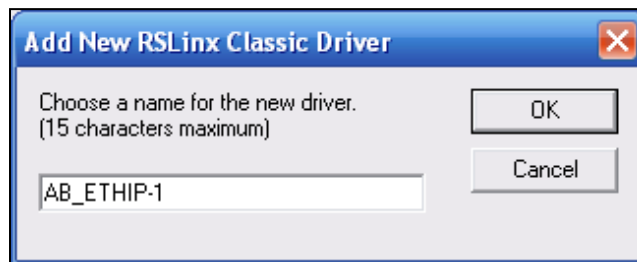 Add New RSLinx Classic Driver
Choose a name for the new driver.
(15 characters maximum)
OK
Cancel
AB_ETHIP-1